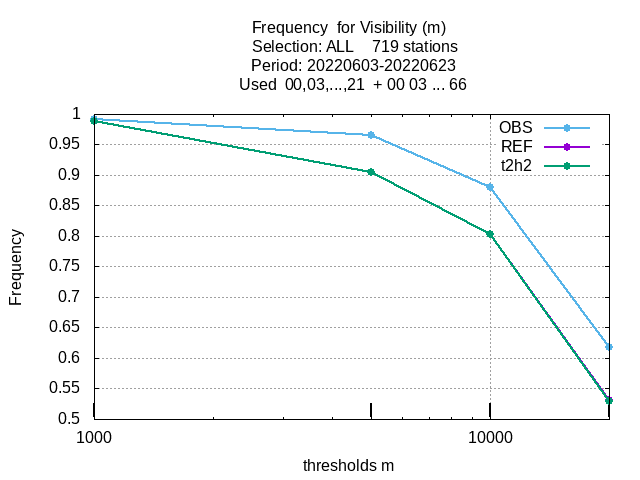 Frequency  for Visibility (m)
Selection: ALL    719 stations
Period: 20220603-20220623
Used  00,03,...,21  + 00 03 ... 66
OBS
REF
t2h2
1
0.95
0.9
0.85
0.8
0.75
0.7
0.65
0.6
0.55
0.5
Frequency
1000
10000
thresholds m